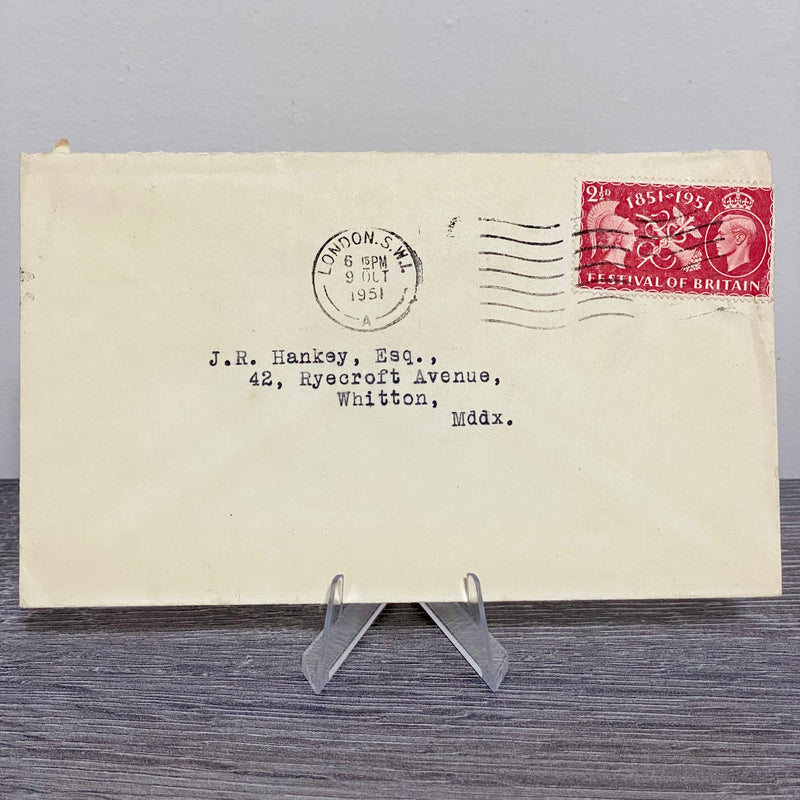 2½D
1851-1951
FESTIVAL OF BRITAIN
LONDON.S.W.1.
6 15PM
9 OCT
1951
A
J.R. Hankey, Esq.,
42, Ryecroft Avenue,
Whitton,
Mddx.